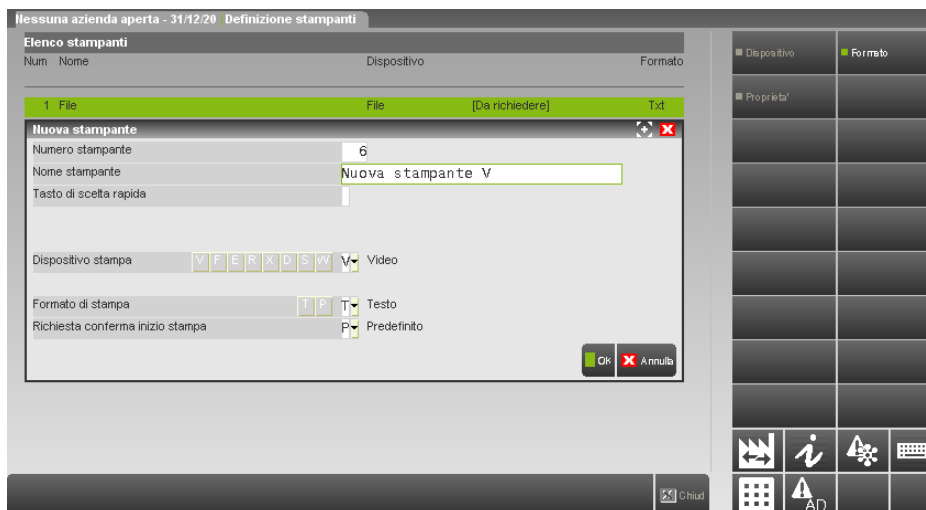 Nessuna azienda aperta - 31/12/20 Definizione stampanti
Elenco stampanti
Num Nome Dispositivo Formato
1 File File [Da richiedere] Txt
Nuova stampante
Numero stampante 6
Nome stampante Nuova stampante V
Tasto di scelta rapida
Dispositivo stampa V F E R X D S W V Video
Formato di stampa T P T Testo
Richiesta conferma inizio stampa P Predefinito
Ok Annulla
Chiud
Dispositivo Formato
Proprieta'
i
AD